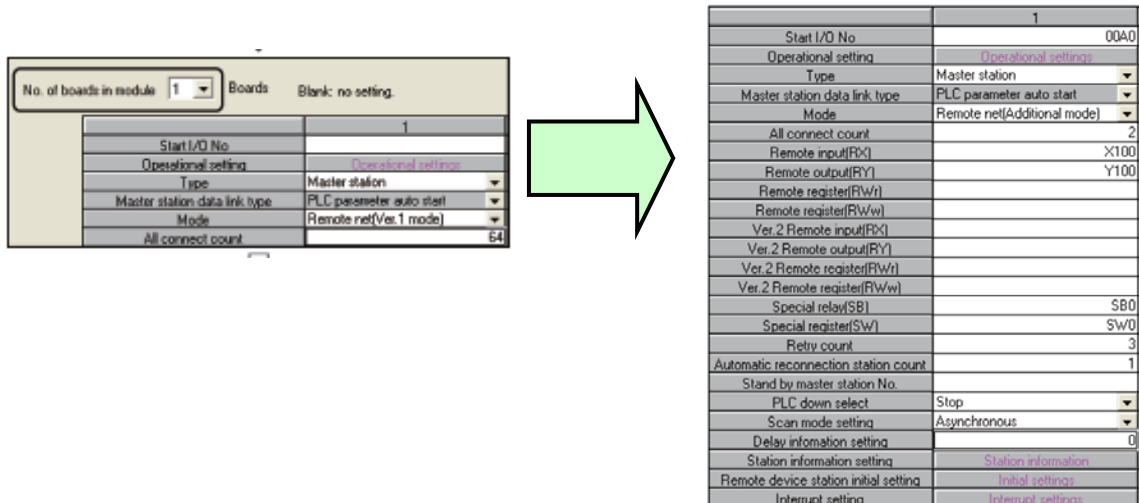 No. of boards in module 1 Boards Blank: no setting.
1
Start I/O No
Operational setting Operational settings
Type Master station
Master station data link type PLC parameter auto start
Mode Remote net(Ver.1 mode)
All connect count 64
1
Start I/O No 00A0
Operational setting Operational settings
Type Master station
Master station data link type PLC parameter auto start
Mode Remote net(Additional mode)
All connect count 2
Remote input(RX) X100
Remote output(RY) Y100
Remote register(RWr)
Remote register(RWw)
Ver.2 Remote input(RX)
Ver.2 Remote output(RY)
Ver.2 Remote register(RWr)
Ver.2 Remote register(RWw)
Special relay(SB) SB0
Special register(SW) SW0
Retry count 3
Automatic reconnection station count 1
Stand by master station No.
PLC down select Stop
Scan mode setting Asynchronous
Delay infomation setting 0
Station information setting Station information
Remote device station initial setting Initial settings
Interrupt setting Interrupt settings